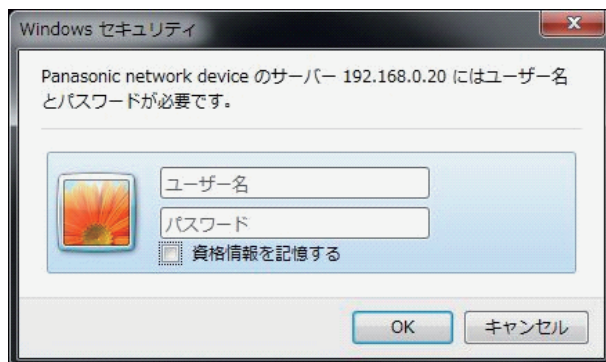 Windows セキュリティ
Panasonic network device のサーバー 192.168.0.20 にはユーザー名
とパスワードが必要です。
ユーザー名
パスワード
資格情報を記憶する
OK
キャンセル